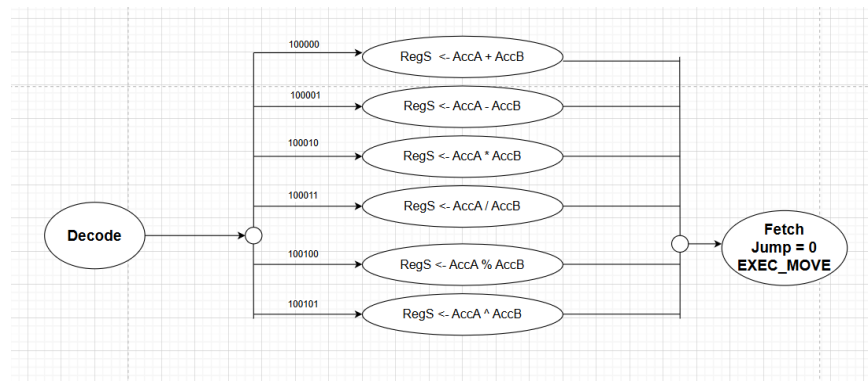 100000
RegS <- AccA + AccB
100001
RegS <- AccA - AccB
100010
RegS <- AccA * AccB
100011
RegS <- AccA / AccB
Decode
Fetch
Jump = 0
EXEC_MOVE
100100
RegS <- AccA % AccB
100101
RegS <- AccA ^ AccB